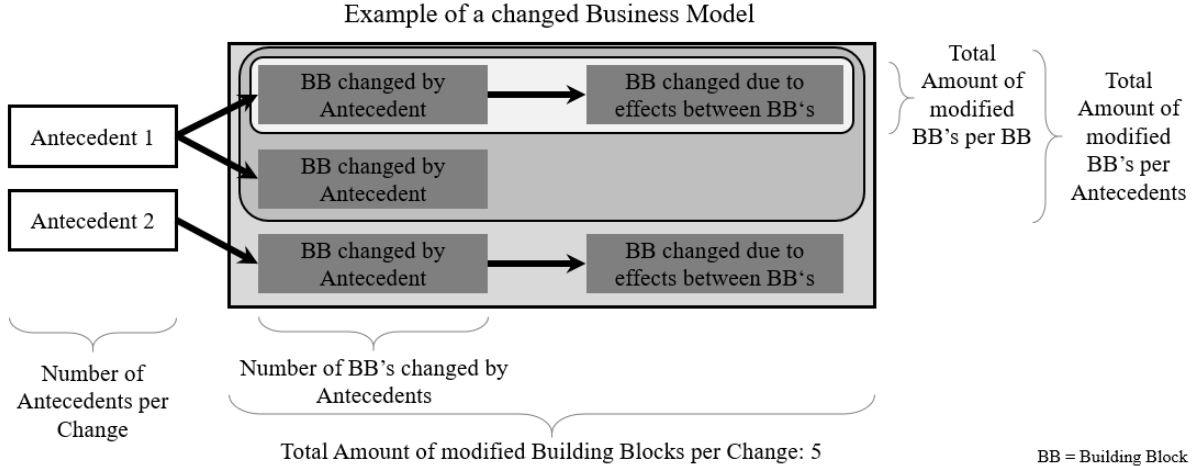 Example of a changed Business Model
Antecedent 1
Antecedent 2
BB changed by
Antecedent
BB changed due to
effects between BB‘s
BB changed by
Antecedent
BB changed by
Antecedent
BB changed due to
effects between BB‘s
Total
Amount of
modified
BB’s per BB
Total
Amount of
modified
BB’s per
Antecedents
Number of
Antecedents per
Change
Number of BB’s changed by
Antecedents
Total Amount of modified Building Blocks per Change: 5
BB = Building Block